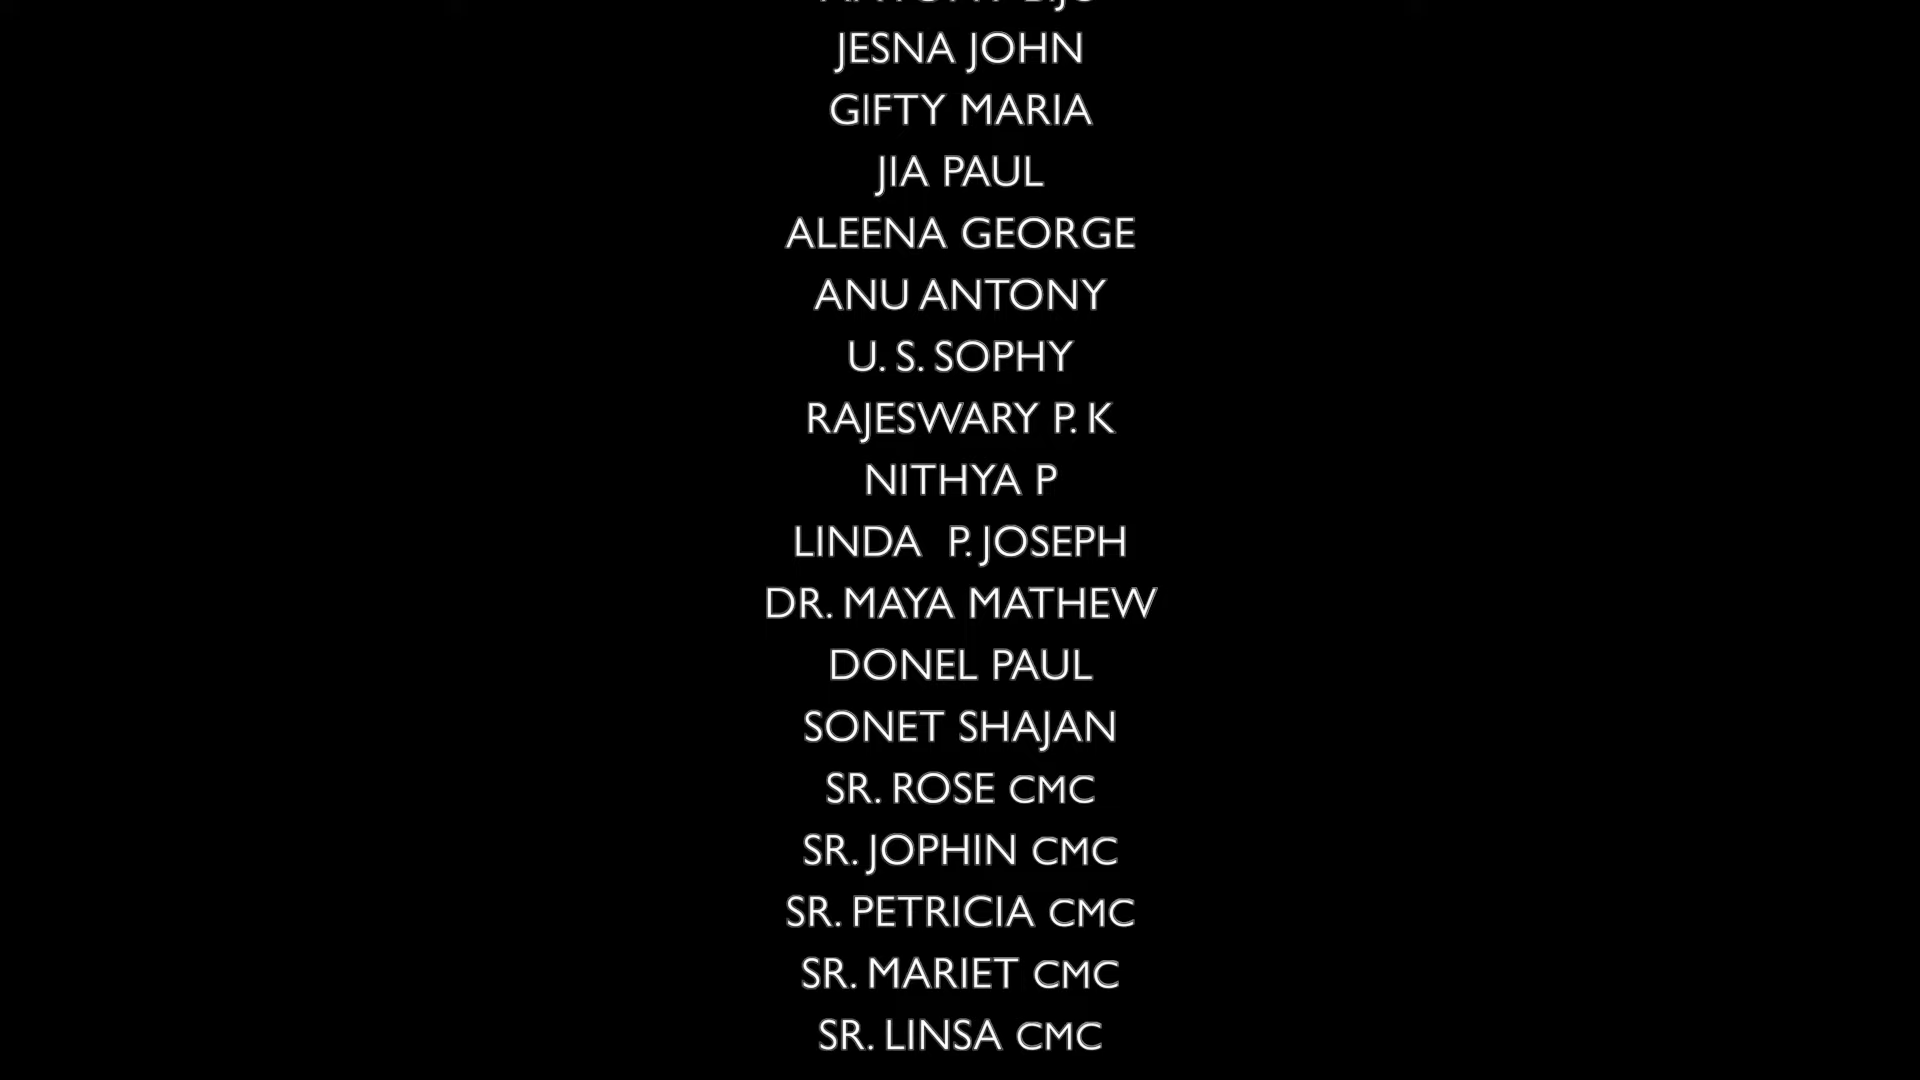 JESNA JOHN
GIFTY MARIA
JIA PAUL
ALEENA GEORGE
ANU ANTONY
U. S. SOPHY
RAJESWARY P. K
NITHYA P
LINDA  P. JOSEPH
DR. MAYA MATHEW
DONEL PAUL
SONET SHAJAN
SR. ROSE CMC
SR. JOPHIN CMC
SR. PETRICIA CMC
SR. MARIET CMC
SR. LINSA CMC